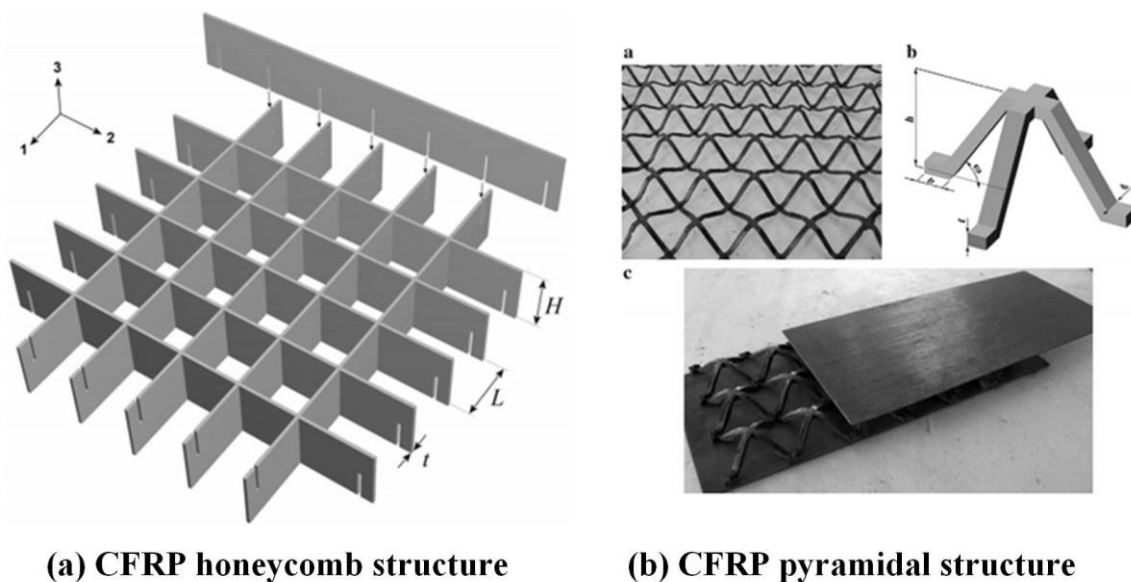 3
1
2
H
L
t
a
b
h
c
(a) CFRP honeycomb structure
(b) CFRP pyramidal structure